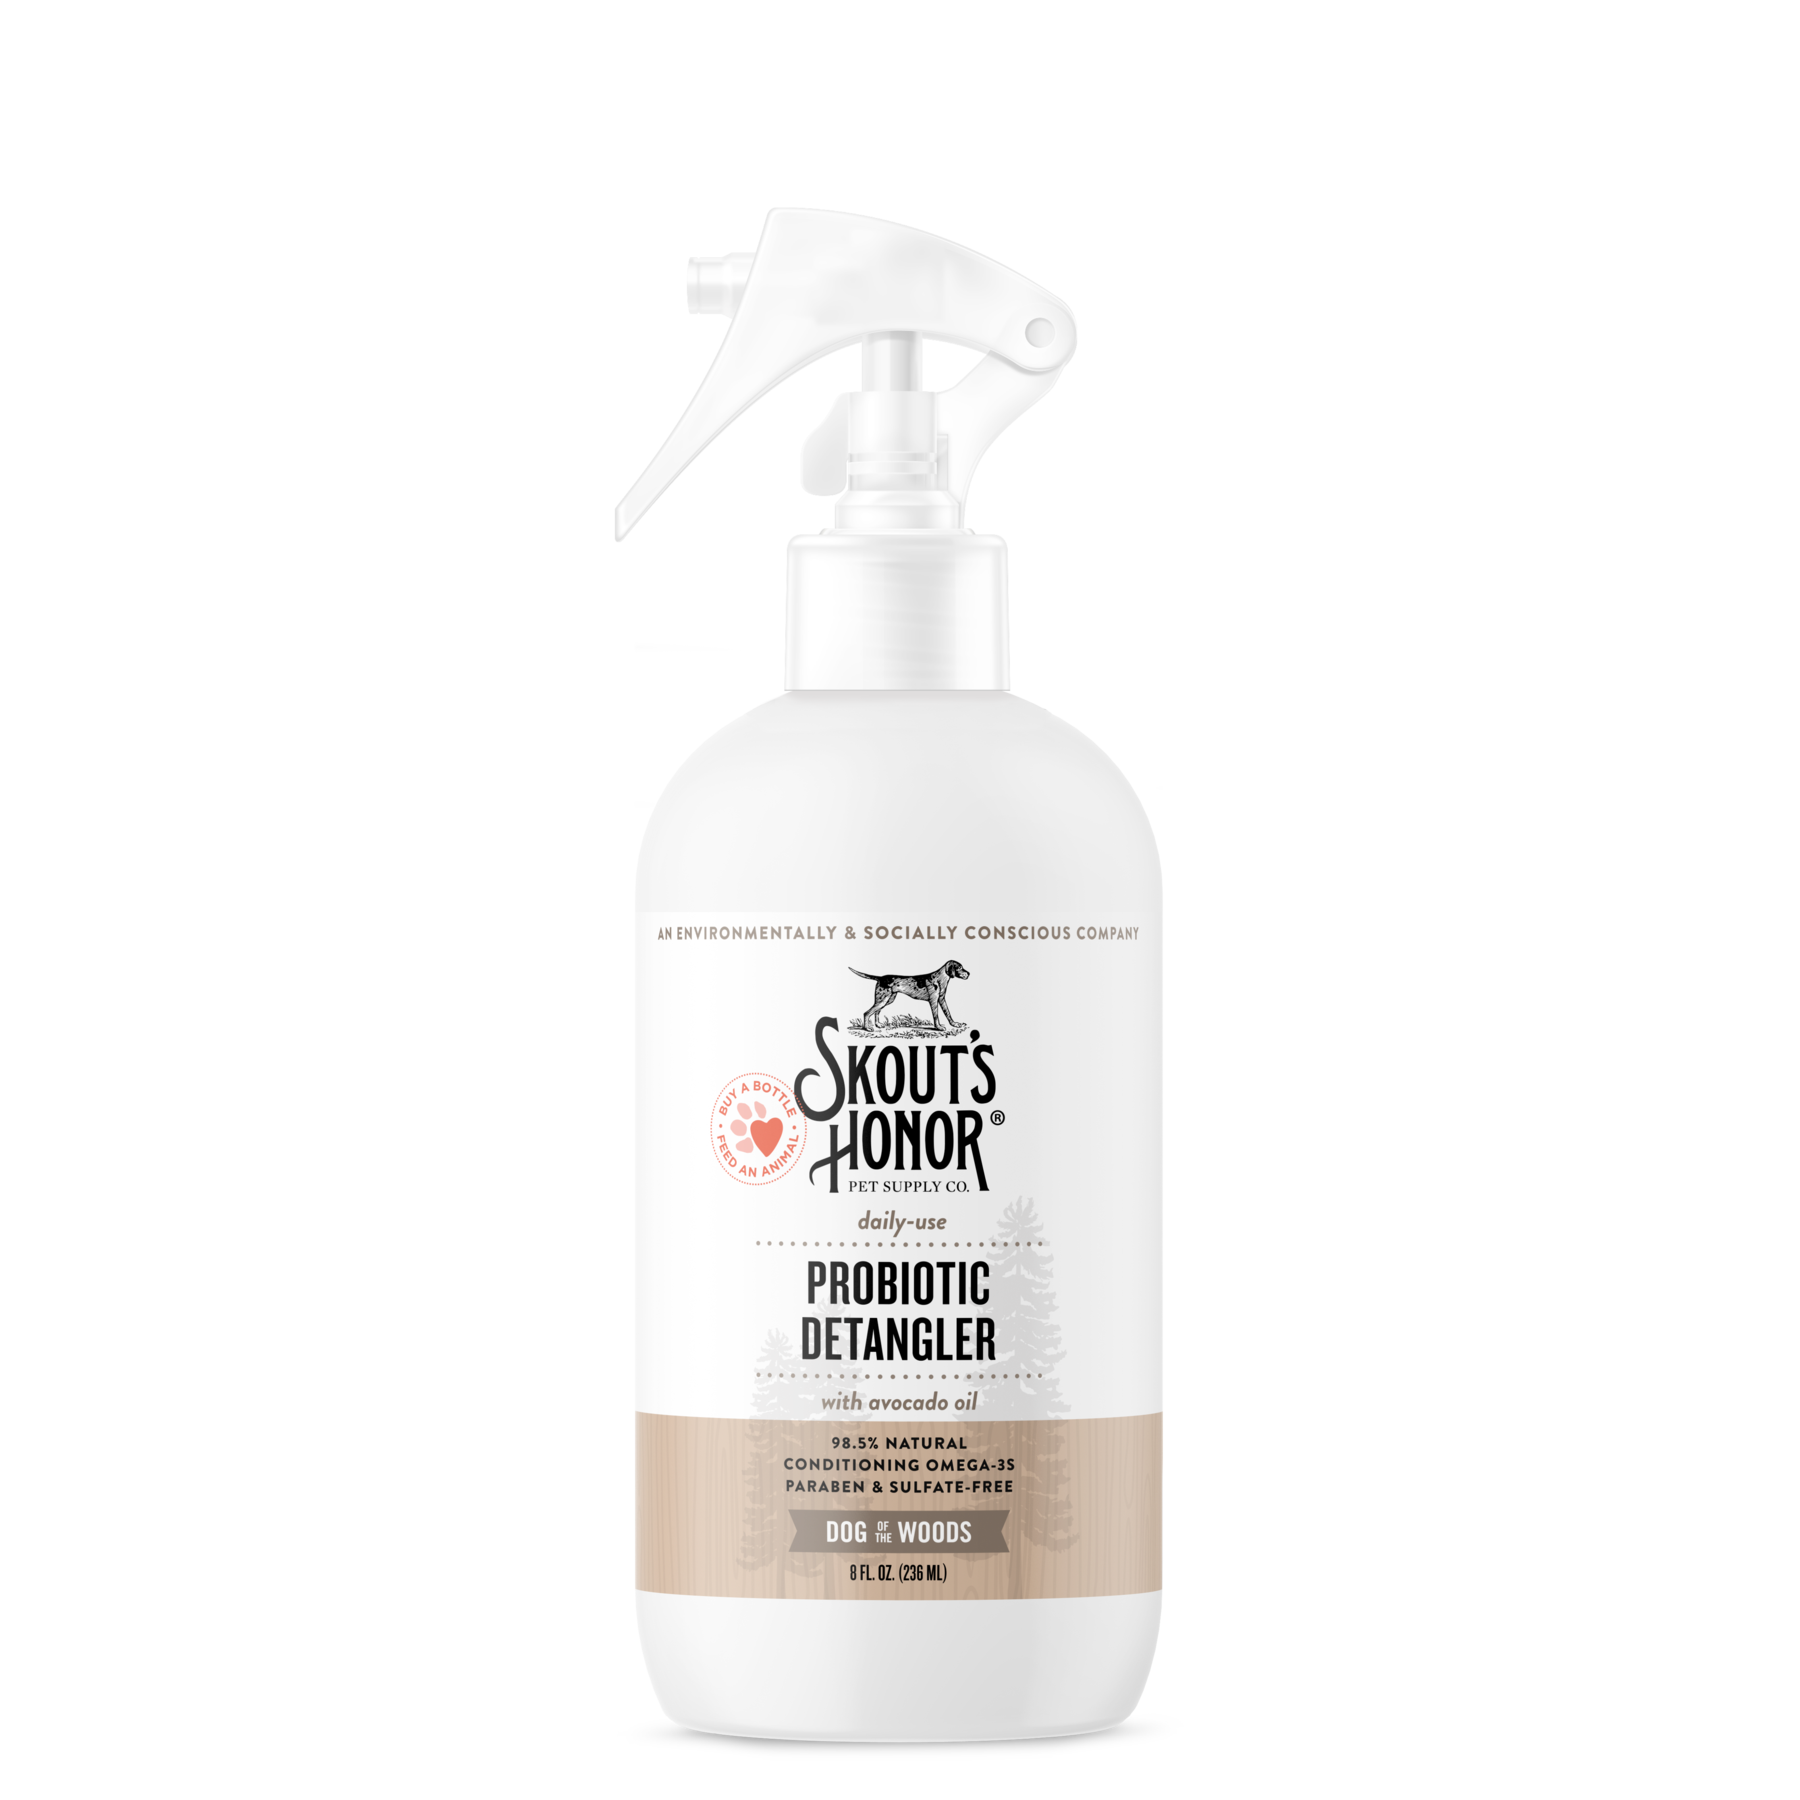 AN ENVIRONMENTALLY & SOCIALLY CONSCIOUS COMPANY
SKOUT'S
HONOR®
PET SUPPLY CO.
BUY A BOTTLE
• FEED AN ANIMAL •
daily-use
PROBIOTIC
DETANGLER
with avocado oil
98.5% NATURAL
CONDITIONING OMEGA-3S
PARABEN & SULFATE-FREE
DOG OF THE WOODS
8 FL. OZ. (236 ML)